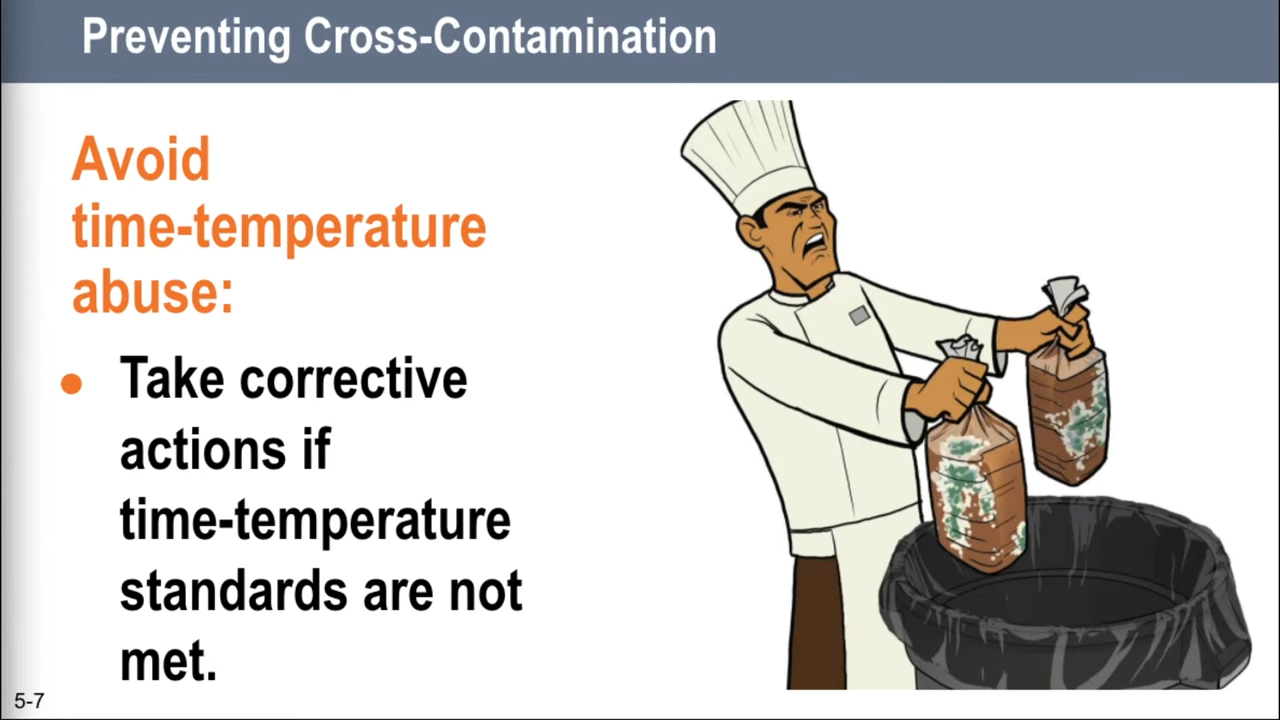 Preventing Cross-Contamination
Avoid
time-temperature
abuse:
● Take corrective
actions if
time-temperature
standards are not
met.
5-7